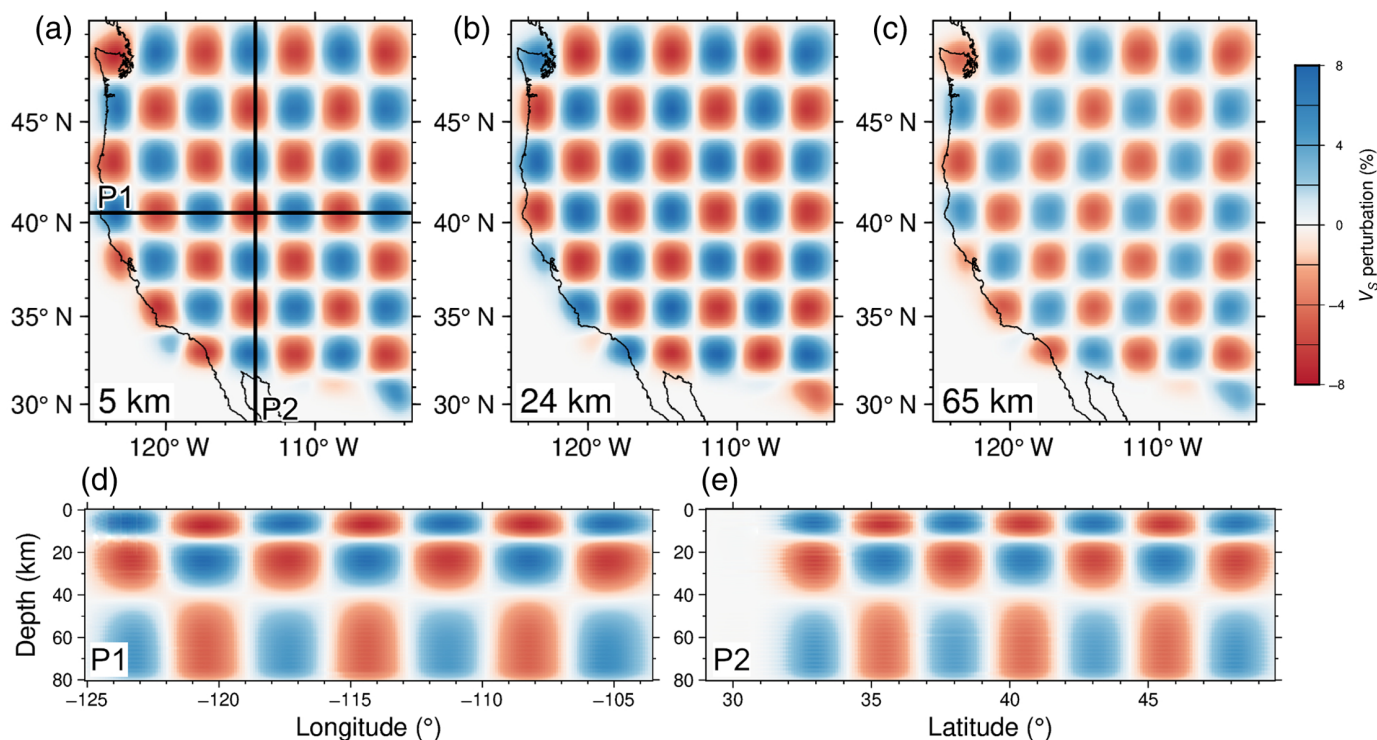 (a)
(b)
(c)
45° N
40° N
35° N
30° N
P1
P2
5 km
120° W
110° W
45° N
40° N
35° N
30° N
24 km
120° W
110° W
45° N
40° N
35° N
30° N
65 km
120° W
110° W
8
4
0
−4
−8
Vs perturbation (%)
(d)
0
20
40
60
80
Depth (km)
P1
−125
−120
−115
−110
−105
Longitude (°)
(e)
0
20
40
60
80
P2
30
35
40
45
Latitude (°)